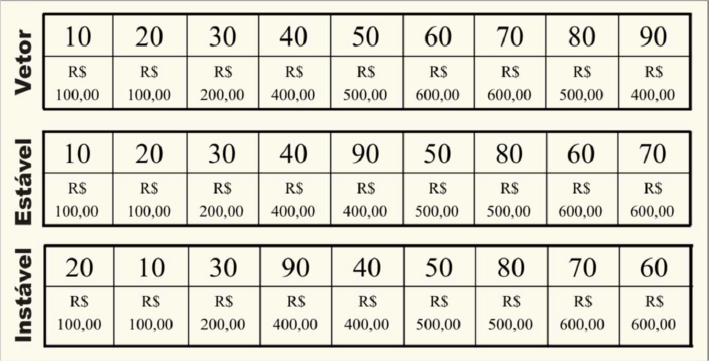 Vetor
10 20 30 40 50 60 70 80 90
R$ R$ R$ R$ R$ R$ R$ R$ R$
100,00 100,00 200,00 400,00 500,00 600,00 600,00 500,00 400,00
Estável
10 20 30 40 90 50 80 60 70
R$ R$ R$ R$ R$ R$ R$ R$ R$
100,00 100,00 200,00 400,00 400,00 500,00 500,00 600,00 600,00
Instável
20 10 30 90 40 50 80 70 60
R$ R$ R$ R$ R$ R$ R$ R$ R$
100,00 100,00 200,00 400,00 400,00 500,00 500,00 600,00 600,00